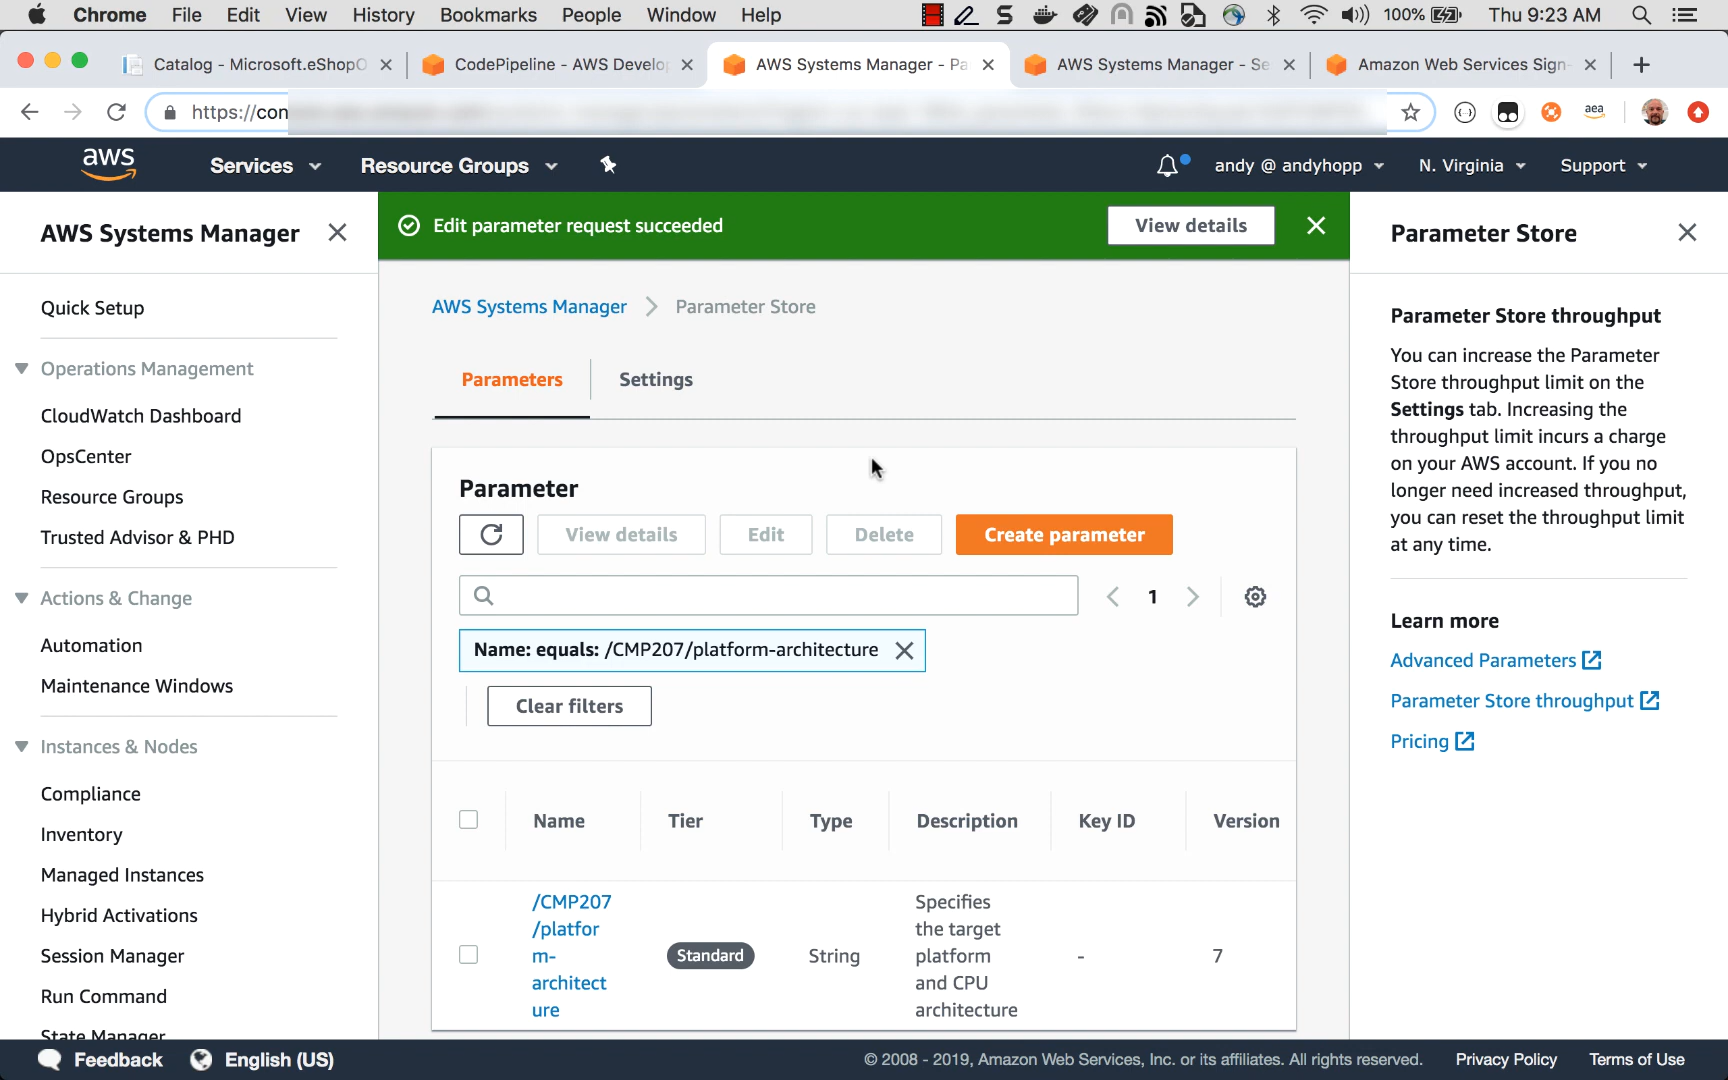 Chrome File Edit View History Bookmarks People Window Help 100% Thu 9:23 AM
Catalog - Microsoft.eShopO CodePipeline - AWS Develop AWS Systems Manager - Pa AWS Systems Manager - Se Amazon Web Services Sign-
https://con aea
aws Services Resource Groups andy @ andyhopp N. Virginia Support
AWS Systems Manager
Quick Setup
Operations Management
CloudWatch Dashboard
OpsCenter
Resource Groups
Trusted Advisor & PHD
Actions & Change
Automation
Maintenance Windows
Instances & Nodes
Compliance
Inventory
Managed Instances
Hybrid Activations
Session Manager
Run Command
State Manager
Edit parameter request succeeded View details
AWS Systems Manager Parameter Store
Parameters Settings
Parameter
View details Edit Delete Create parameter
1
Name: equals: /CMP207/platform-architecture
Clear filters
Name Tier Type Description Key ID Version
/CMP207
/platfor
m-
architect
ure
Standard
String
Specifies
the target
platform
and CPU
architecture
-
7
Parameter Store
Parameter Store throughput
You can increase the Parameter
Store throughput limit on the
Settings tab. Increasing the
throughput limit incurs a charge
on your AWS account. If you no
longer need increased throughput,
you can reset the throughput limit
at any time.
Learn more
Advanced Parameters
Parameter Store throughput
Pricing
Feedback English (US) © 2008 - 2019, Amazon Web Services, Inc. or its affiliates. All rights reserved. Privacy Policy Terms of Use